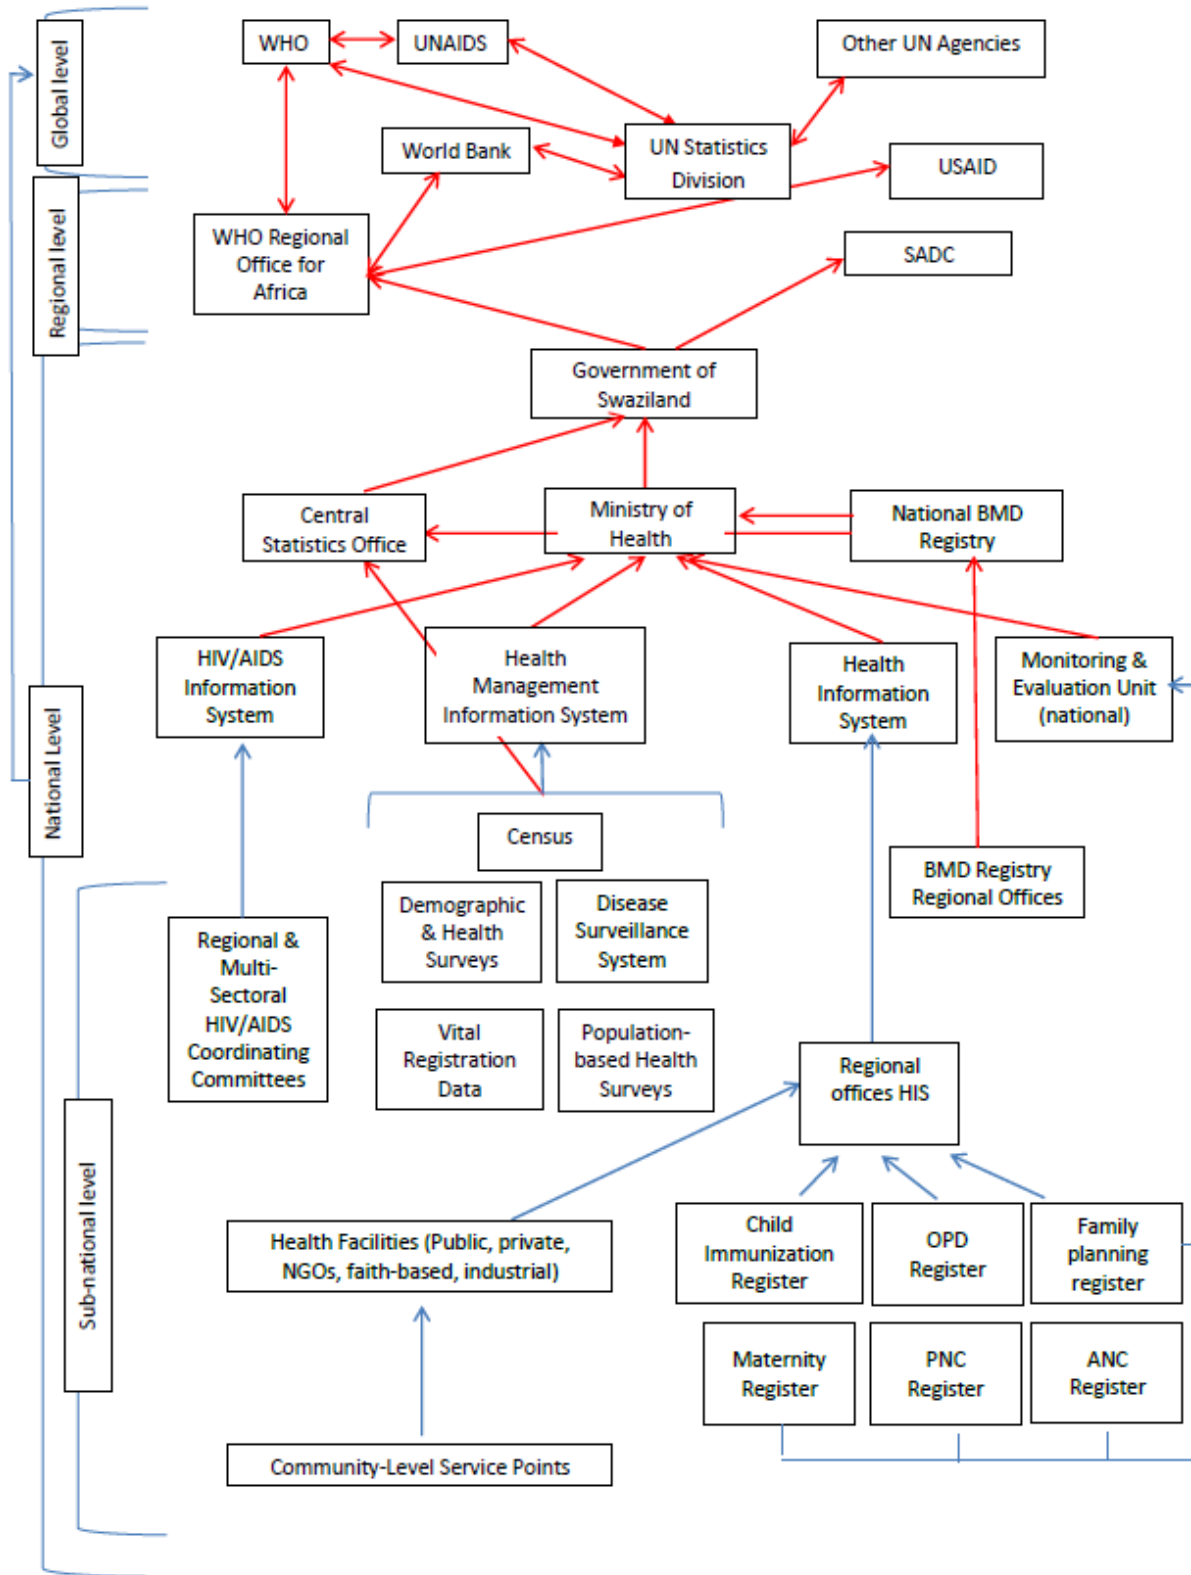 Global level
Regional level
National Level
Sub-national level
WHO
UNAIDS
Other UN Agencies
World Bank
UN Statistics
Division
USAID
WHO Regional
Office for
Africa
SADC
Government of
Swaziland
Central
Statistics Office
Ministry of
Health
National BMD
Registry
HIV/AIDS
Information
System
Health
Management
Information System
Health
Information
System
Monitoring &
Evaluation Unit
(national)
Census
BMD Registry
Regional Offices
Demographic
& Health
Surveys
Disease
Surveillance
System
Regional &
Multi-
Sectoral
HIV/AIDS
Coordinating
Committees
Vital
Registration
Data
Population-
based Health
Surveys
Regional
offices HIS
Health Facilities (Public, private,
NGOs, faith-based, industrial)
Child
Immunization
Register
OPD
Register
Family
planning
register
Maternity
Register
PNC
Register
ANC
Register
Community-Level Service Points